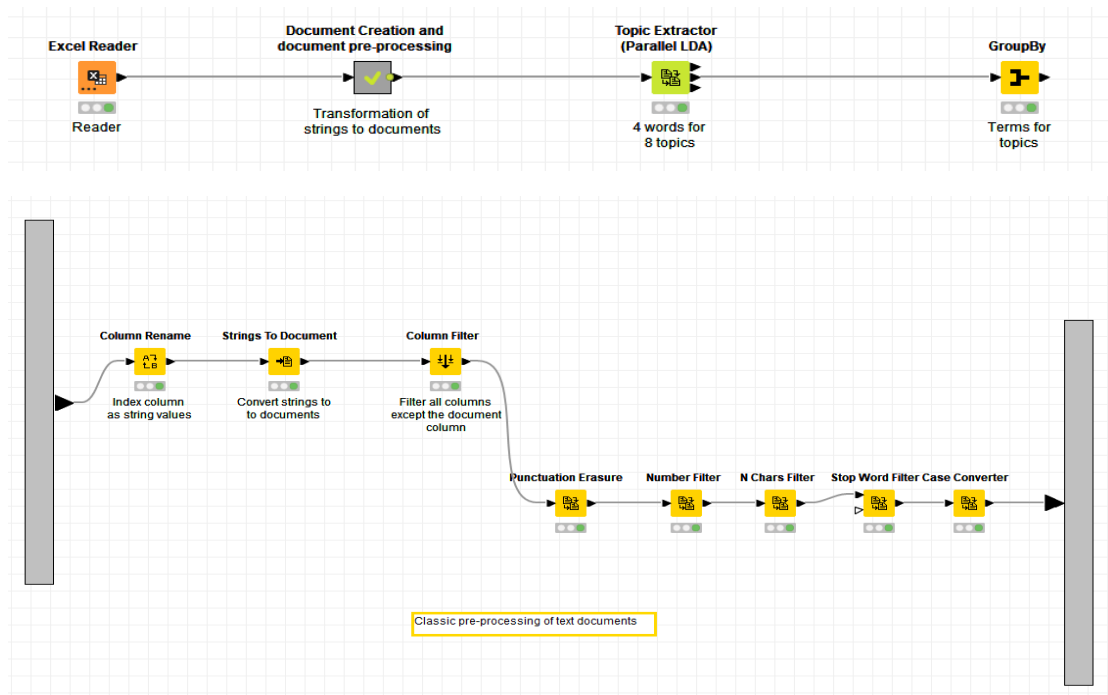 Excel Reader
Reader
Document Creation and
document pre-processing
Transformation of
strings to documents
Topic Extractor
(Parallel LDA)
4 words for
8 topics
GroupBy
Terms for
topics
Column Rename
Index column
as string values
Strings To Document
Convert strings to
to documents
Column Filter
Filter all columns
except the document
column
Punctuation Erasure
Number Filter
N Chars Filter
Stop Word Filter
Case Converter
Classic pre-processing of text documents